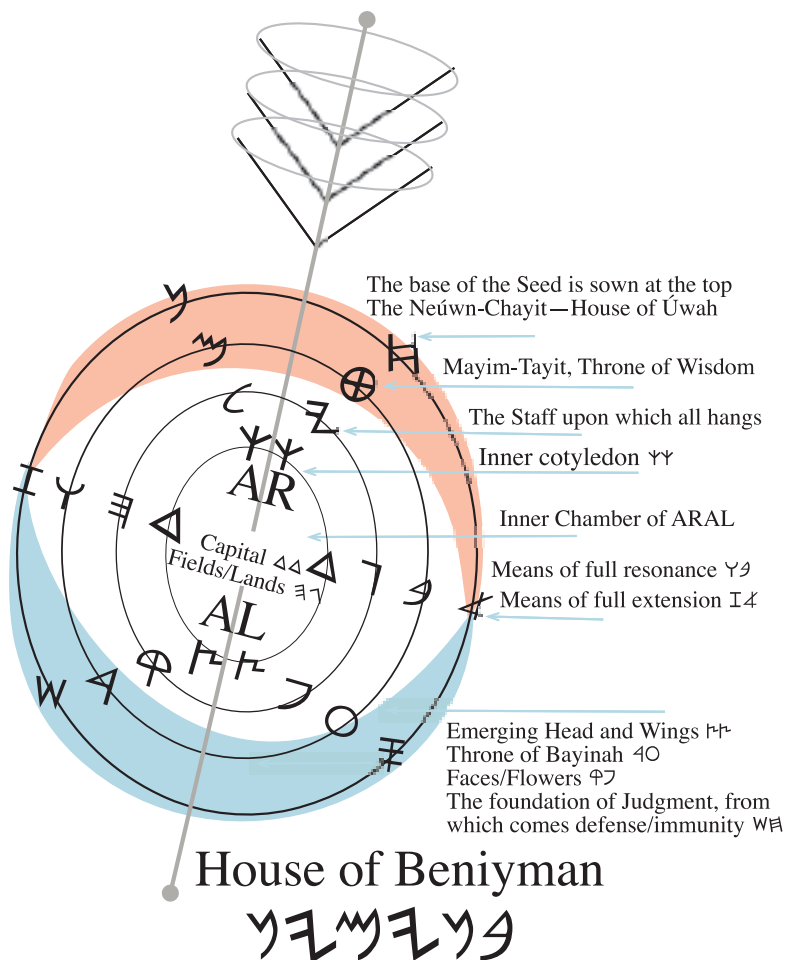 The base of the Seed is sown at the top
The Neúwn-Chayit—House of Úwah
Mayim-Tayit, Throne of Wisdom
The Staff upon which all hangs
Inner cotyledon
AR
Inner Chamber of ARAL
Capital
Fields/Lands
Means of full resonance
Means of full extension
AL
Emerging Head and Wings
Throne of Bayinah
Faces/Flowers
The foundation of Judgment, from
which comes defense/immunity
House of Beniyman
𐤁𐤍𐤉𐤌𐤉𐤍